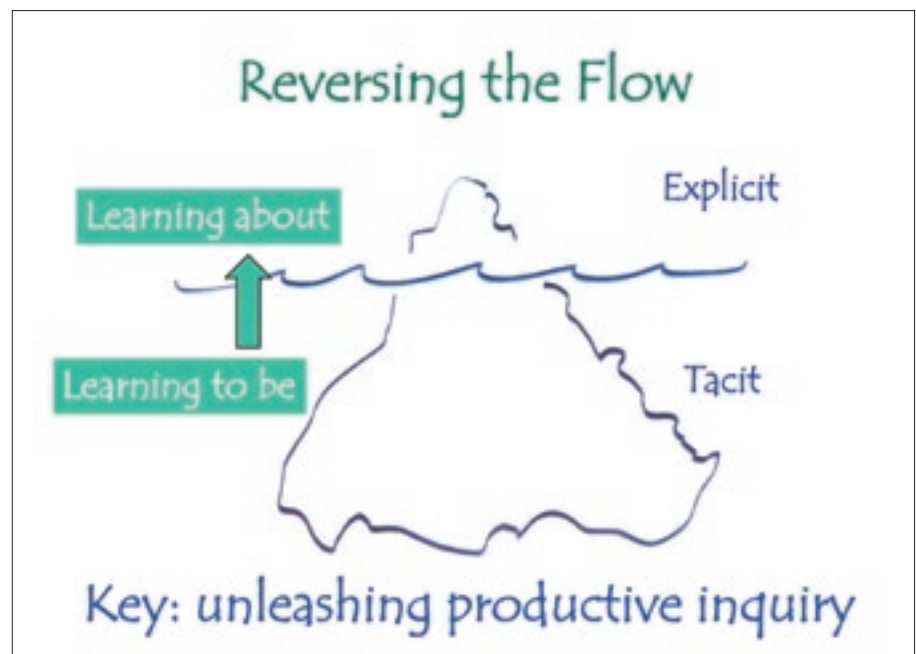 Reversing the Flow
Explicit
Learning about
Learning to be
Tacit
Key: unleashing productive inquiry